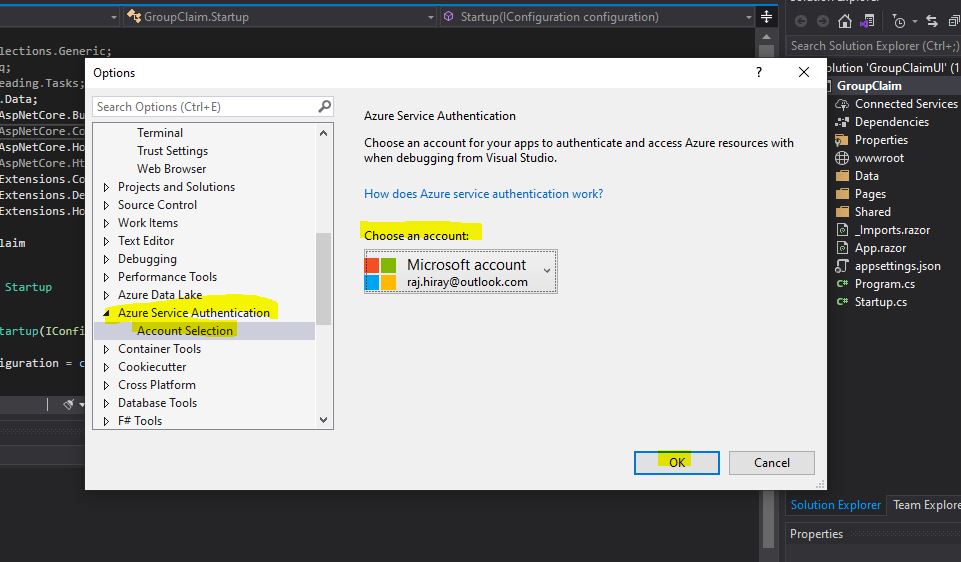 GroupClaim.Startup
Startup(IConfiguration configuration)
Search Solution Explorer (Ctrl+;)
olution 'GroupClaimUI' (1
GroupClaim
Connected Services
Dependencies
Properties
wwwroot
Data
Pages
Shared
_Imports.razor
App.razor
appsettings.json
Program.cs
Startup.cs
llections.Generic;
q;
reading.Tasks;
.Data;
AspNetCore.Bu
AspNetCore.Co
AspNetCore.Ho
AspNetCore.Ht
Extensions.Co
Extensions.De
Extensions.Ho
laim
Startup
tartup(IConfi
iguration = c
Options
?
Search Options (Ctrl+E)
Terminal
Trust Settings
Web Browser
Projects and Solutions
Source Control
Work Items
Text Editor
Debugging
Performance Tools
Azure Data Lake
Azure Service Authentication
Account Selection
Container Tools
Cookiecutter
Cross Platform
Database Tools
F# Tools
Azure Service Authentication
Choose an account for your apps to authenticate and access Azure resources with
when debugging from Visual Studio.
How does Azure service authentication work?
Choose an account:
Microsoft account
raj.hiray@outlook.com
OK
Cancel
Solution Explorer
Team Explore
Properties